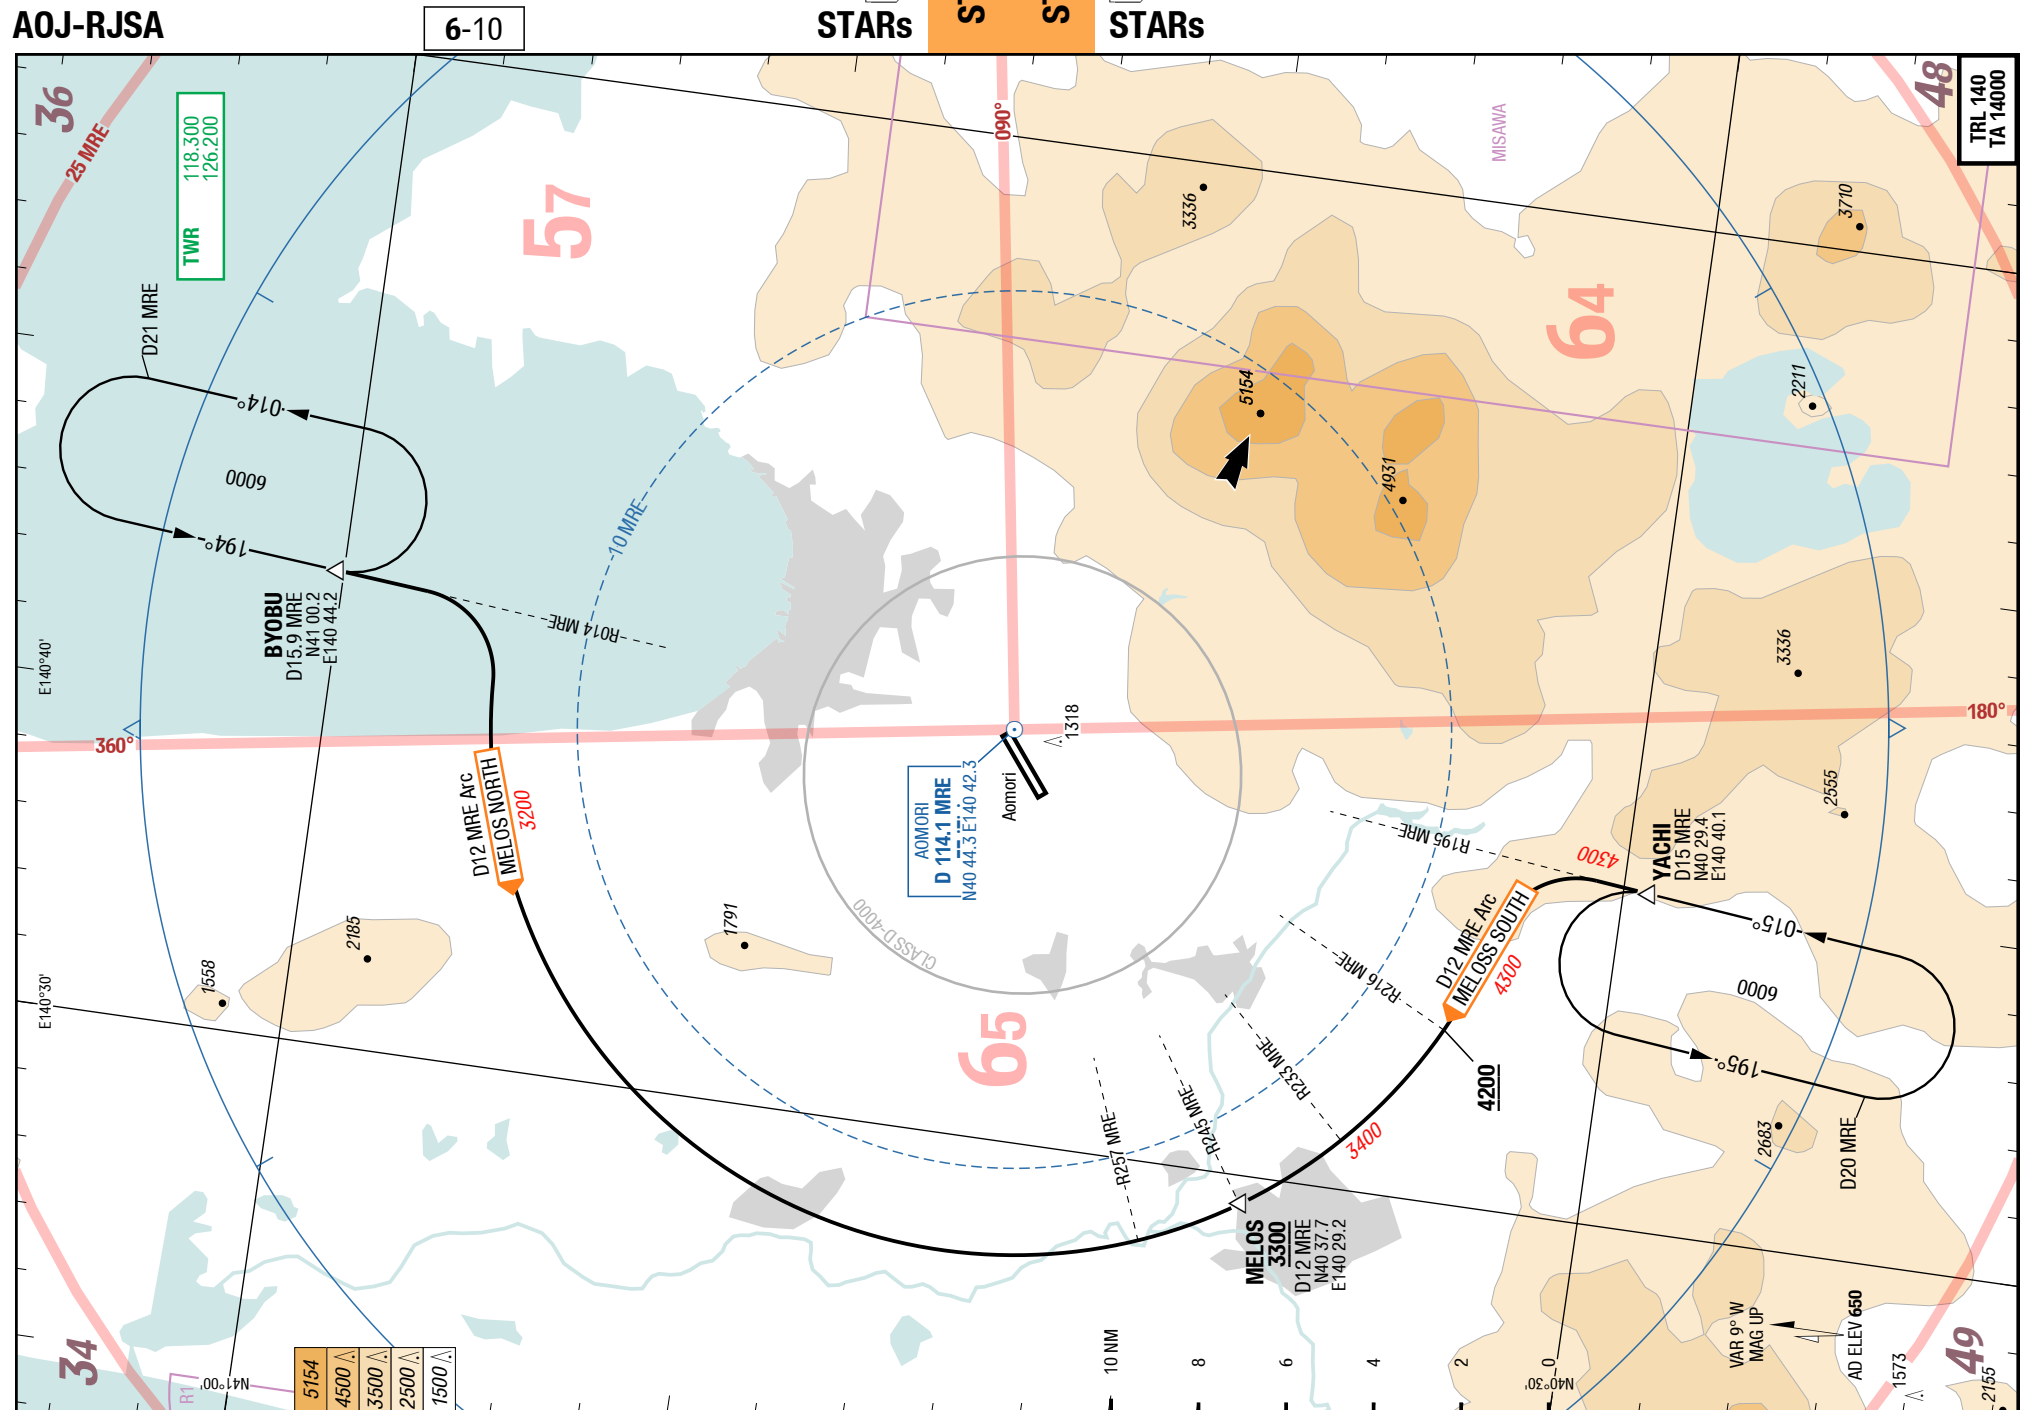 AOJ-RJSA
6-10
STARs
ST
ST
STARs
36
25 MRE
TWR
118.300
126.200
57
090°
3336
MISAWA
3710
48
TRL 140
TA 14000
64
D21 MRE
014°
6000
194°
10 MRE
5154
4931
2211
BYOBU
D15.9 MRE
N41 00.2
E140 44.2
R014 MRE
E140°40'
360°
180°
3336
1318
Aomori
AOMORI
D 114.1 MRE
N40 44.3 E140 42.3
D12 MRE Arc
MELOS NORTH
3200
CLASS D-4000
R195 MRE
4300
YACHI
D15 MRE
N40 29.4
E140 40.1
2555
015°
6000
195°
D12 MRE Arc
MELOSS SOUTH
4300
R216 MRE
1791
2185
1558
E140°30'
65
R233 MRE
R245 MRE
R257 MRE
4200
3400
2683
D20 MRE
MELOS
3300
D12 MRE
N40 37.7
E140 29.2
34
R1
N41°00'
5154
4500
3500
2500
1500
10 NM
8
6
4
2
0
N40°30'
VAR 9° W
MAG UP
AD ELEV 650
1573
49
2155